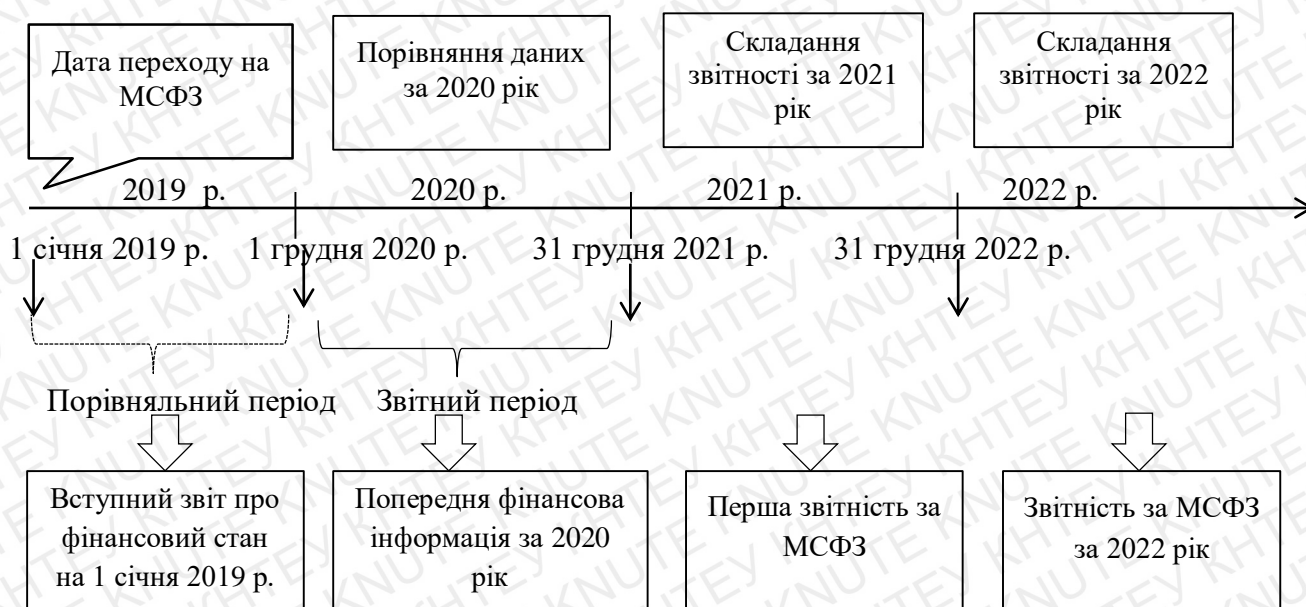 Дата переходу на
МСФЗ
Порівняння даних
за 2020 рік
Складання
звітності за 2021
рік
Складання
звітності за 2022
рік
2019 р.
2020 р.
2021 р.
2022 р.
1 січня 2019 р.
1 грудня 2020 р.
31 грудня 2021 р.
31 грудня 2022 р.
Порівняльний період
Звітний період
Вступний звіт про
фінансовий стан
на 1 січня 2019 р.
Попередня фінансова
інформація за 2020
рік
Перша звітність за
МСФЗ
Звітність за МСФЗ
за 2022 рік